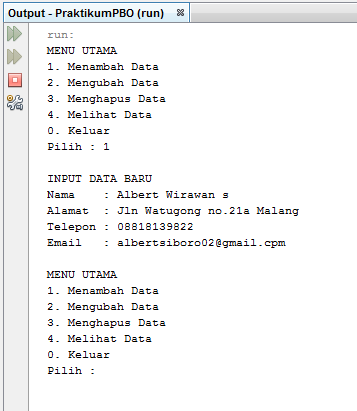 Output - PraktikumPBO (run)
run:
MENU UTAMA
1. Menambah Data
2. Mengubah Data
3. Menghapus Data
4. Melihat Data
0. Keluar
Pilih : 1
INPUT DATA BARU
Nama    : Albert Wirawan s
Alamat  : Jln Watugong no.21a Malang
Telepon : 08818139822
Email   : albertsiboro02@gmail.cpm
MENU UTAMA
1. Menambah Data
2. Mengubah Data
3. Menghapus Data
4. Melihat Data
0. Keluar
Pilih :